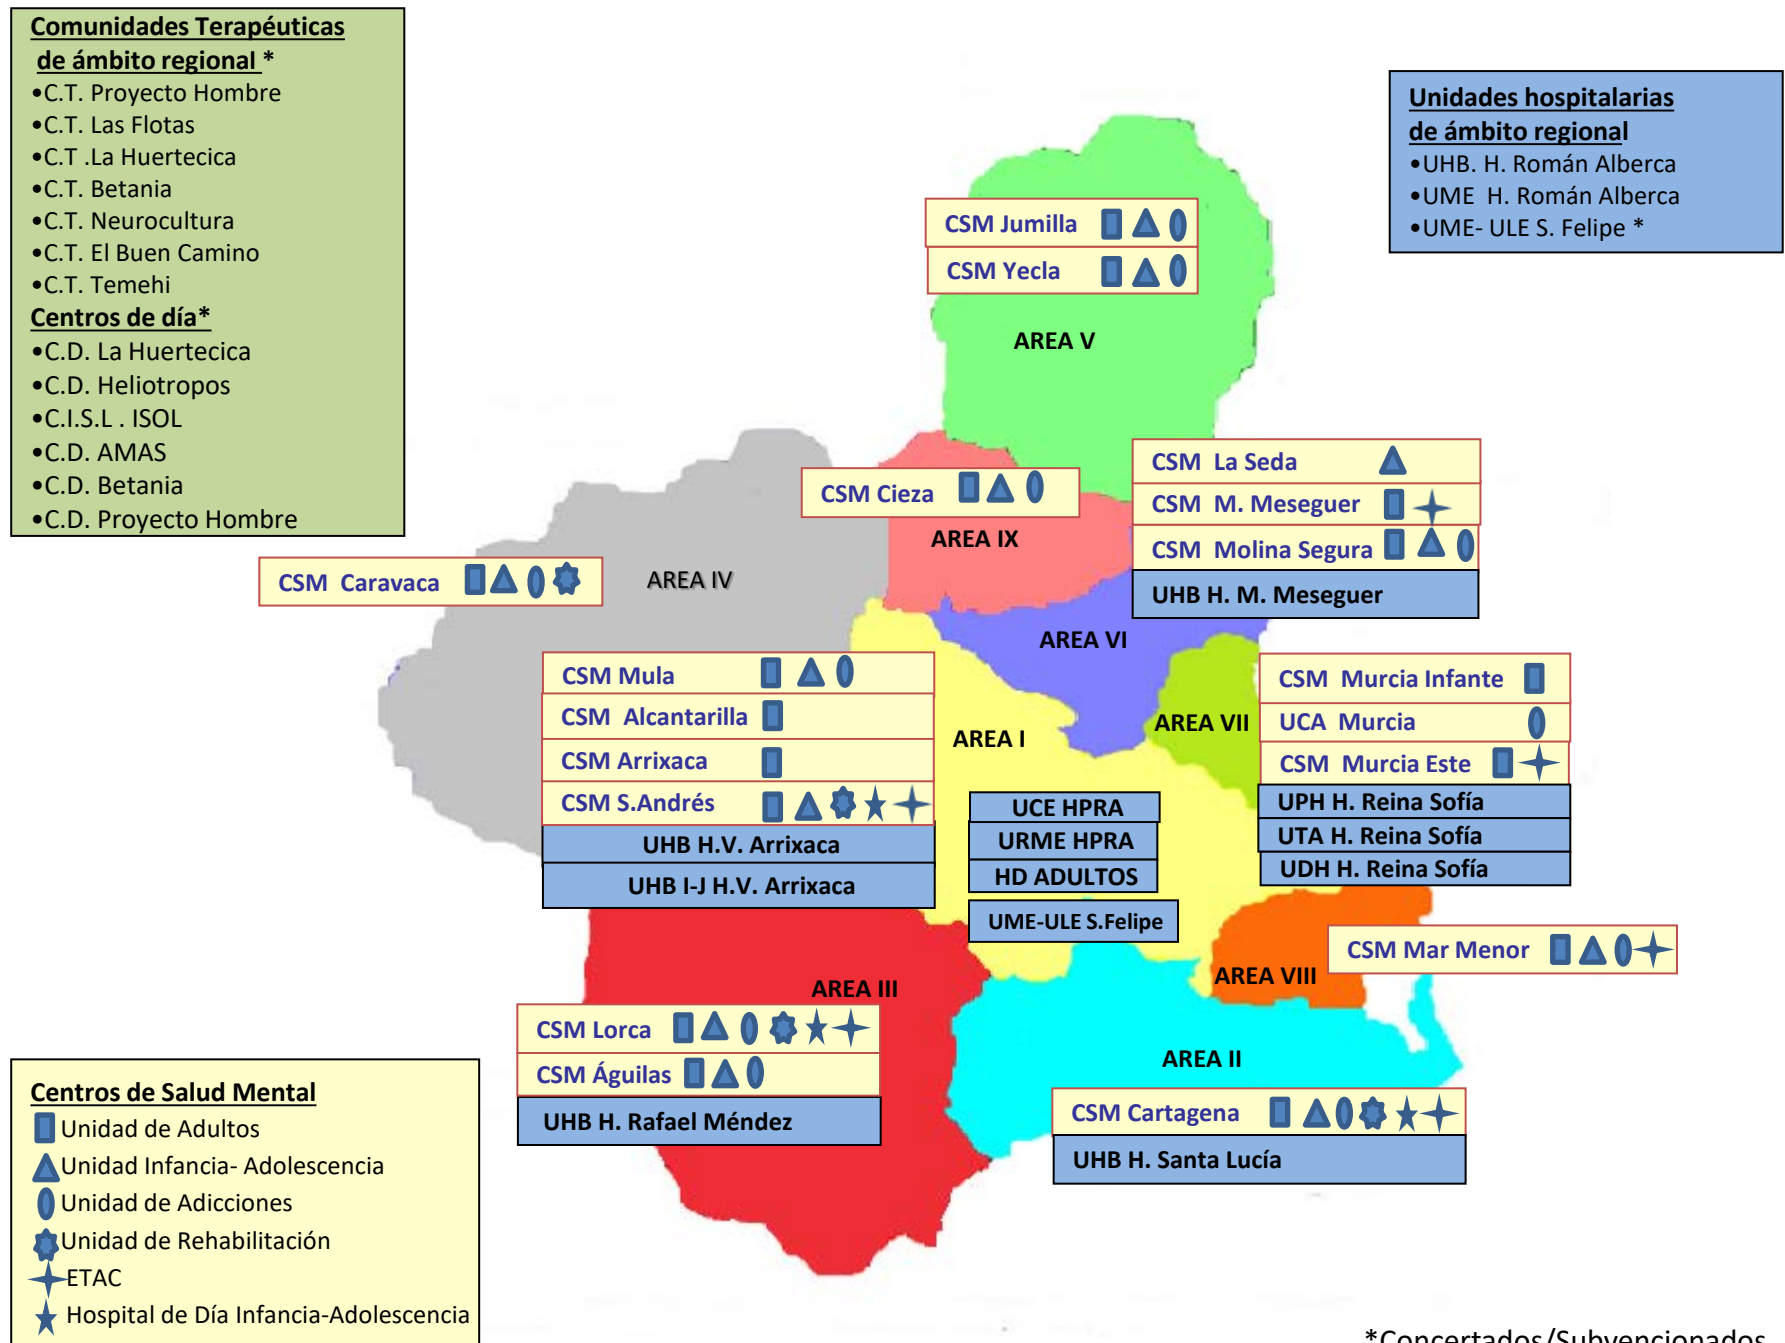 Comunidades Terapéuticas
de ámbito regional *
•C.T. Proyecto Hombre
•C.T. Las Flotas
•C.T .La Huertecica
•C.T. Betania
•C.T. Neurocultura
•C.T. El Buen Camino
•C.T. Temehi
Centros de día*
•C.D. La Huertecica
•C.D. Heliotropos
•C.I.S.L . ISOL
•C.D. AMAS
•C.D. Betania
•C.D. Proyecto Hombre
Unidades hospitalarias
de ámbito regional
•UHB. H. Román Alberca
•UME H. Román Alberca
•UME- ULE S. Felipe *
CSM Jumilla
CSM Yecla
AREA V
CSM Cieza
AREA IX
CSM La Seda
CSM M. Meseguer
CSM Molina Segura
UHB H. M. Meseguer
CSM Caravaca
AREA IV
AREA VI
CSM Mula
CSM Alcantarilla
CSM Arrixaca
CSM S.Andrés
UHB H.V. Arrixaca
UHB I-J H.V. Arrixaca
AREA I
UCE HPRA
URME HPRA
HD ADULTOS
UME-ULE S.Felipe
AREA VII
CSM Murcia Infante
UCA Murcia
CSM Murcia Este
UPH H. Reina Sofía
UTA H. Reina Sofía
UDH H. Reina Sofía
CSM Mar Menor
AREA VIII
AREA III
CSM Lorca
CSM Águilas
UHB H. Rafael Méndez
AREA II
CSM Cartagena
UHB H. Santa Lucía
Centros de Salud Mental
Unidad de Adultos
Unidad Infancia- Adolescencia
Unidad de Adicciones
Unidad de Rehabilitación
ETAC
Hospital de Día Infancia-Adolescencia
*Concertados/Subvencionados